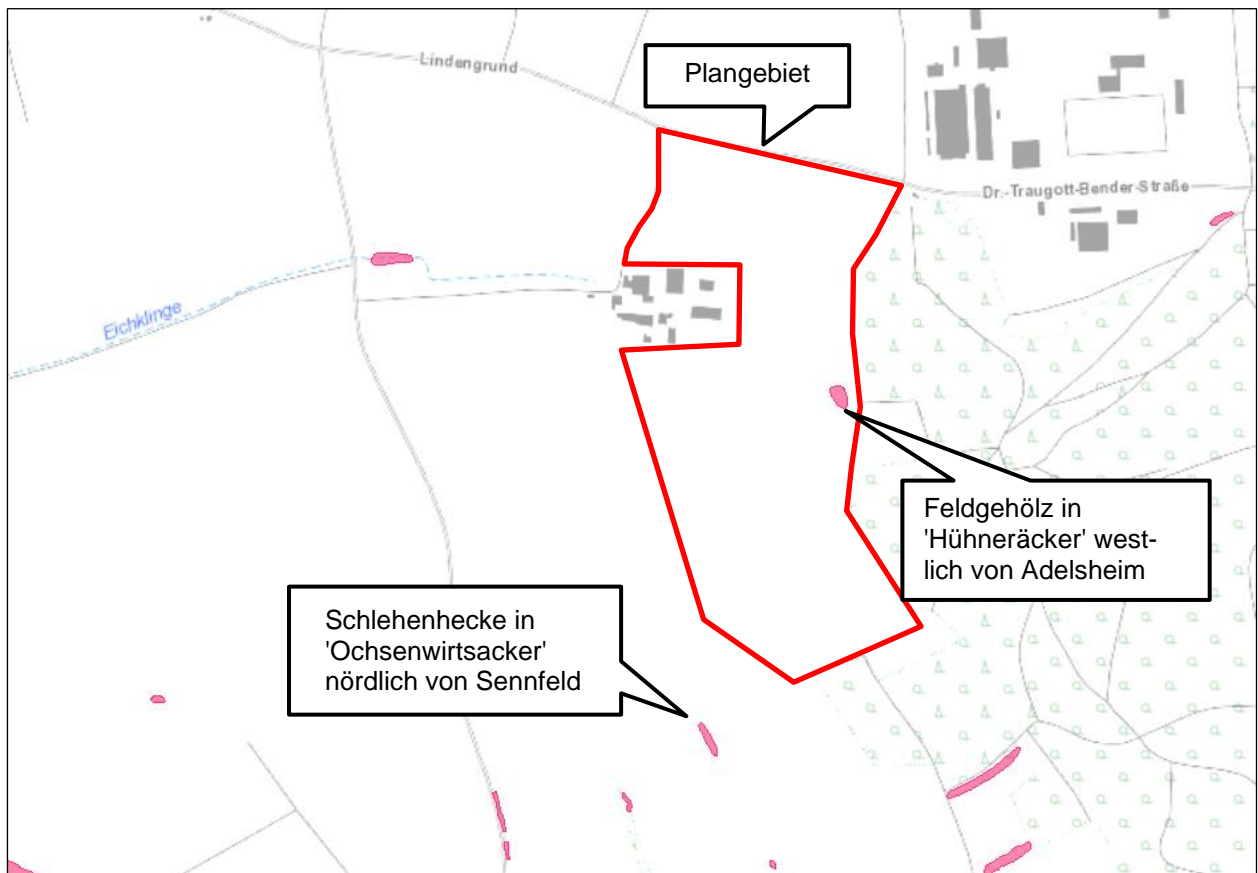 Lindengrund
Plangebiet
Dr.-Traugott-Bender-Straße
Eichklinge
Feldgehölz in
'Hühneräcker' west-
lich von Adelsheim
Schlehenhecke in
'Ochsenwirtsacker'
nördlich von Sennfeld